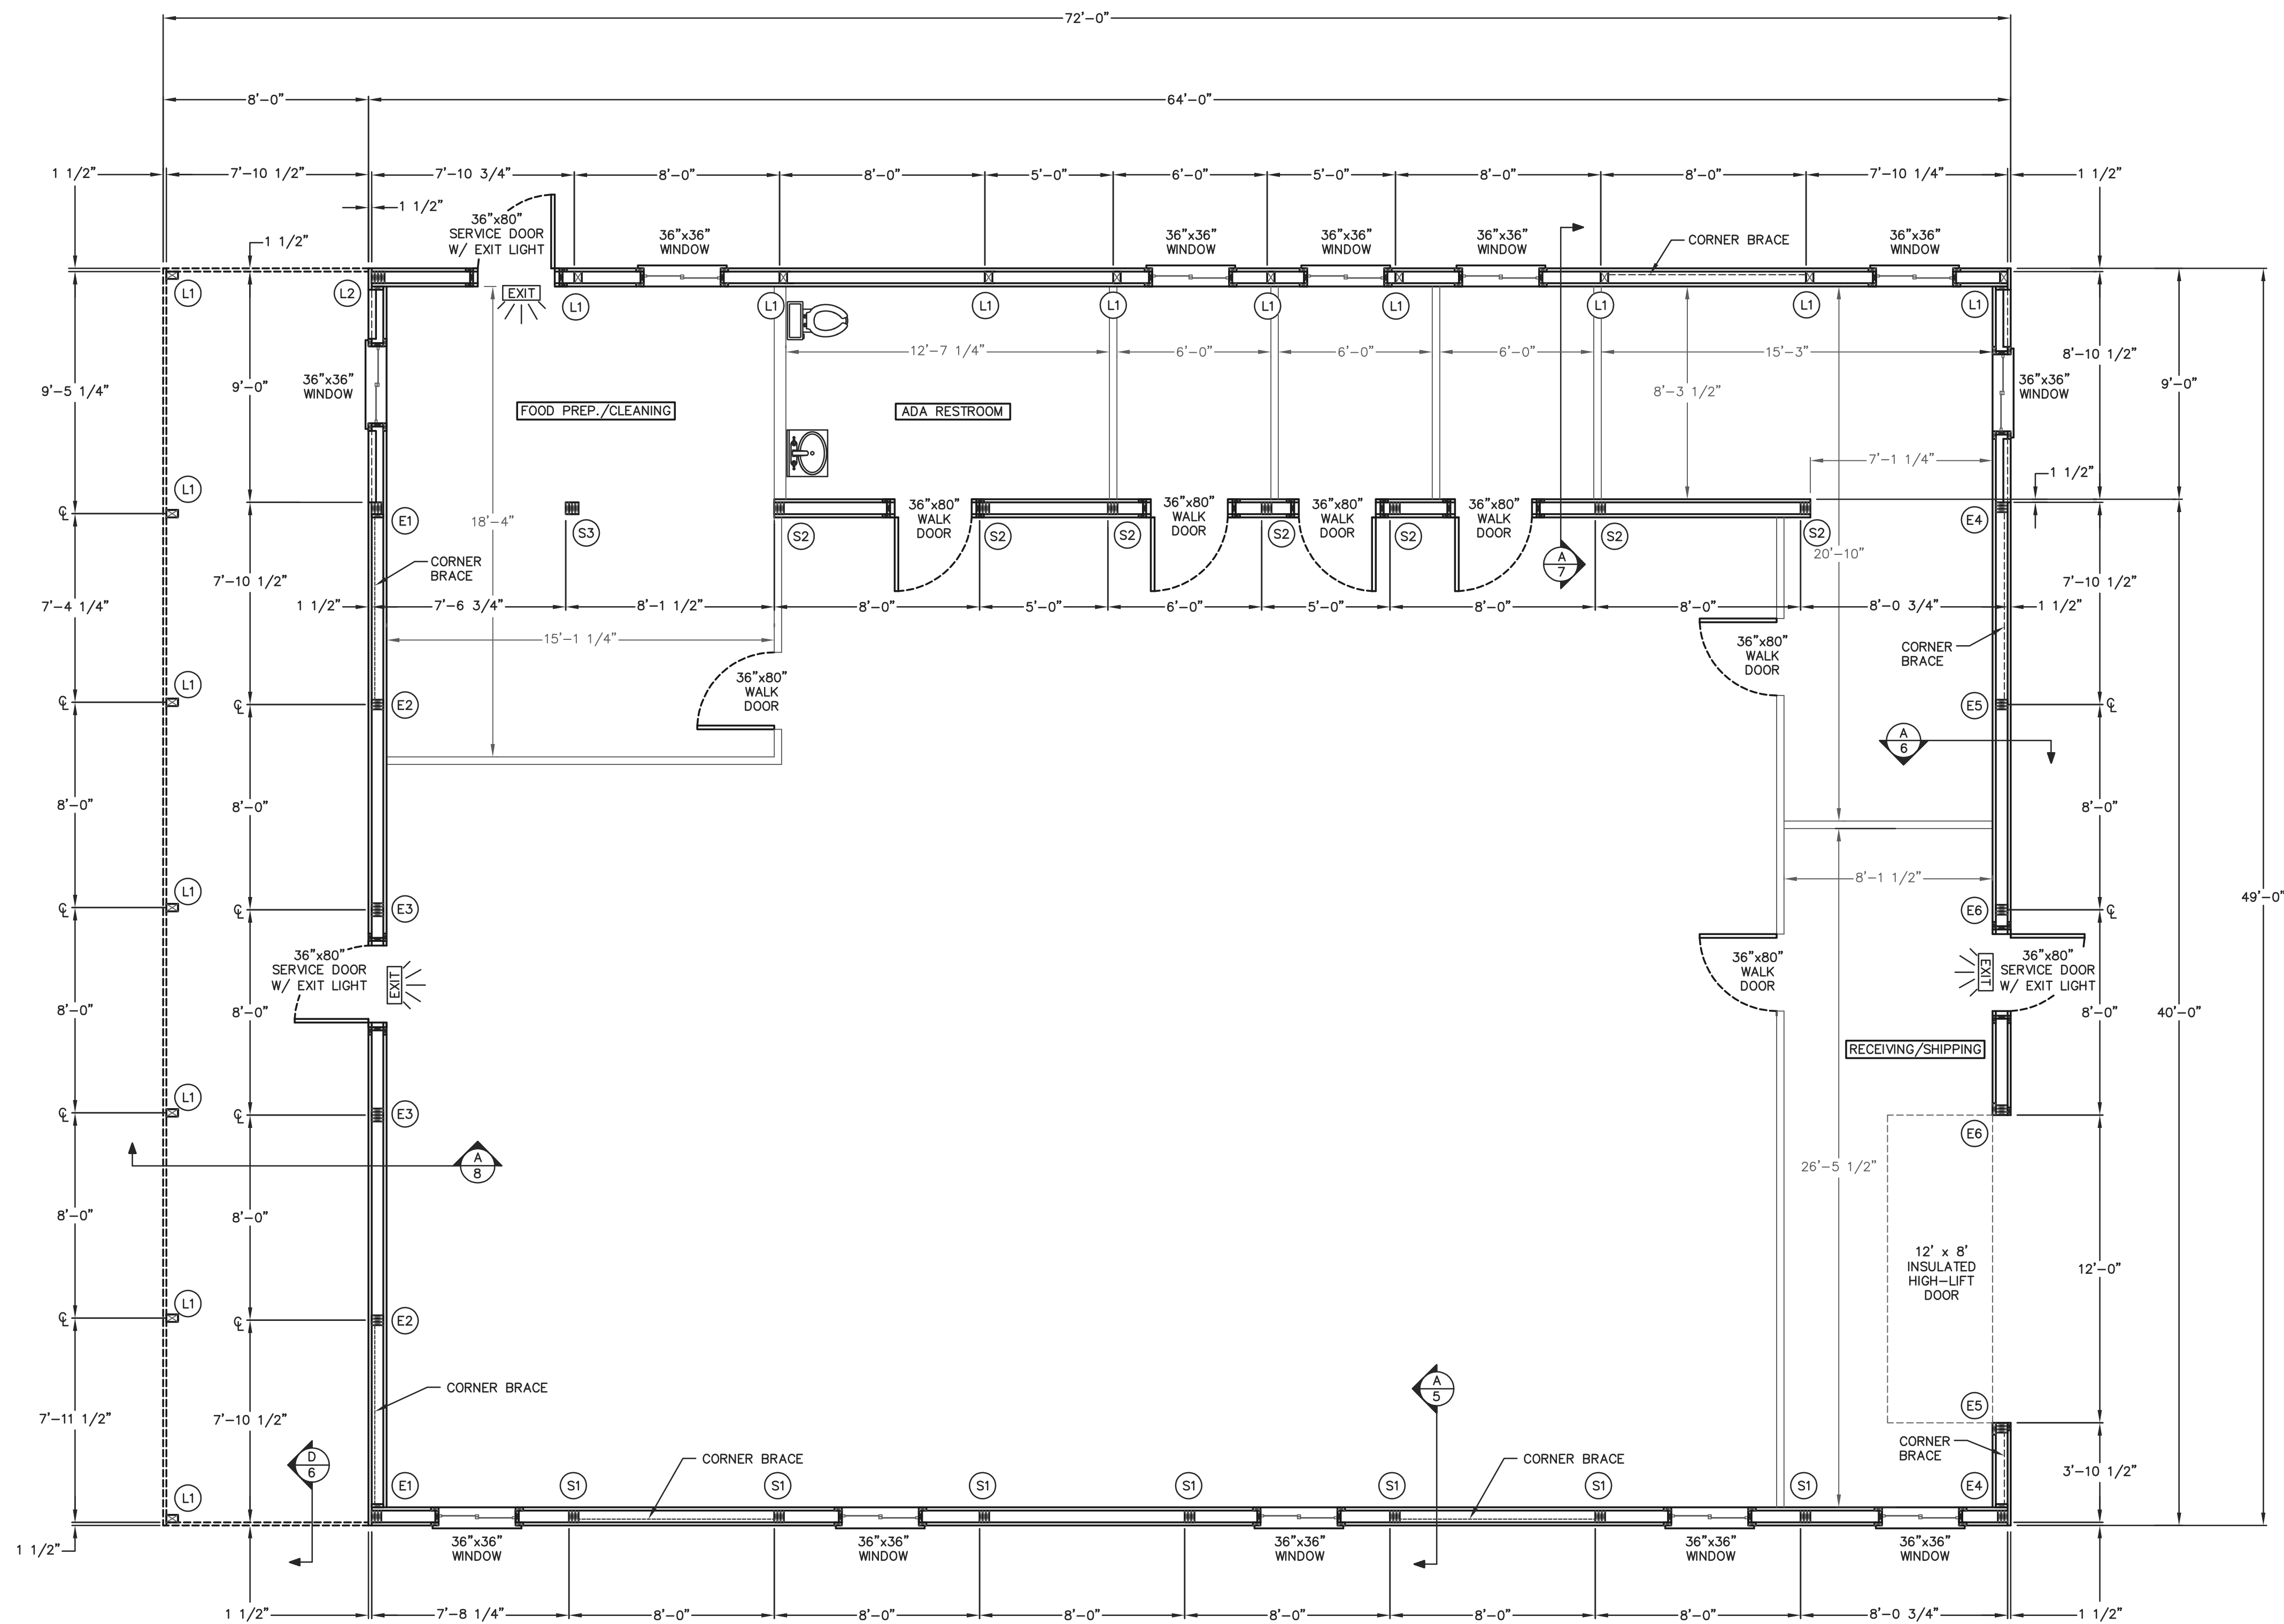 72'-0"
8'-0"
64'-0"
1 1/2"
7'-10 1/2"
7'-10 3/4"
8'-0"
8'-0"
5'-0"
6'-0"
5'-0"
8'-0"
8'-0"
7'-10 1/4"
1 1/2"
1 1/2"
36"x80"
SERVICE DOOR
W/ EXIT LIGHT
36"x36"
WINDOW
36"x36"
WINDOW
36"x36"
WINDOW
36"x36"
WINDOW
CORNER BRACE
36"x36"
WINDOW
1 1/2"
L1
L2
EXIT
L1
L1
L1
L1
L1
L1
L1
L1
L1
12'-7 1/4"
6'-0"
6'-0"
6'-0"
15'-3"
8'-10 1/2"
9'-5 1/4"
9'-0"
36"x36"
WINDOW
8'-3 1/2"
36"x36"
WINDOW
9'-0"
FOOD PREP./CLEANING
ADA RESTROOM
7'-1 1/4"
1 1/2"
L1
℄
E1
18'-4"
S3
S2
36"x80"
WALK
DOOR
S2
S2
36"x80"
WALK
DOOR
S2
36"x80"
WALK
DOOR
S2
36"x80"
WALK
DOOR
A
7
S2
S2
20'-10"
E4
CORNER
BRACE
7'-10 1/2"
7'-10 1/2"
7'-4 1/4"
1 1/2"
7'-6 3/4"
8'-1 1/2"
8'-0"
5'-0"
6'-0"
5'-0"
8'-0"
8'-0"
8'-0 3/4"
1 1/2"
15'-1 1/4"
36"x80"
WALK
DOOR
CORNER
BRACE
36"x80"
WALK
DOOR
L1
℄
℄
E2
E5
℄
A
6
8'-0"
8'-0"
8'-0"
8'-1 1/2"
49'-0"
L1
℄
℄
E3
E6
℄
36"x80"
SERVICE DOOR
W/ EXIT LIGHT
EXIT
36"x80"
WALK
DOOR
EXIT
36"x80"
SERVICE DOOR
W/ EXIT LIGHT
8'-0"
8'-0"
8'-0"
40'-0"
RECEIVING/SHIPPING
L1
℄
℄
E3
E6
A
8
26'-5 1/2"
8'-0"
8'-0"
12' x 8'
INSULATED
HIGH-LIFT
DOOR
12'-0"
L1
℄
℄
E2
CORNER BRACE
A
5
E5
7'-11 1/2"
7'-10 1/2"
CORNER
BRACE
D
6
CORNER BRACE
CORNER BRACE
3'-10 1/2"
L1
E1
S1
S1
S1
S1
S1
S1
S1
E4
1 1/2"
36"x36"
WINDOW
36"x36"
WINDOW
36"x36"
WINDOW
36"x36"
WINDOW
36"x36"
WINDOW
1 1/2"
7'-8 1/4"
8'-0"
8'-0"
8'-0"
8'-0"
8'-0"
8'-0"
8'-0 3/4"
1 1/2"